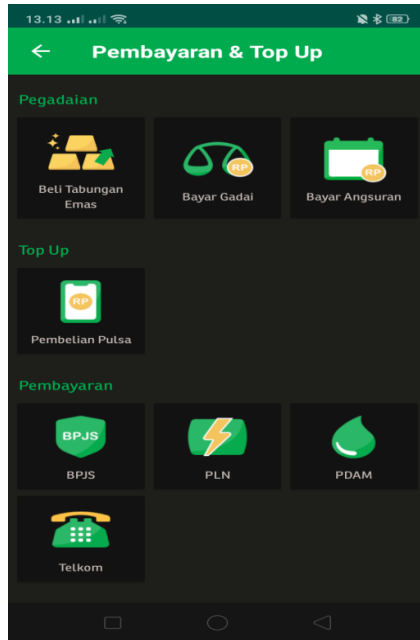 13.13
82
Pembayaran & Top Up
Pegadaian
RP
RP
Beli Tabungan
Emas
Bayar Gadai
Bayar Angsuran
Top Up
RP
Pembelian Pulsa
Pembayaran
BPJS
BPJS
PLN
PDAM
Telkom